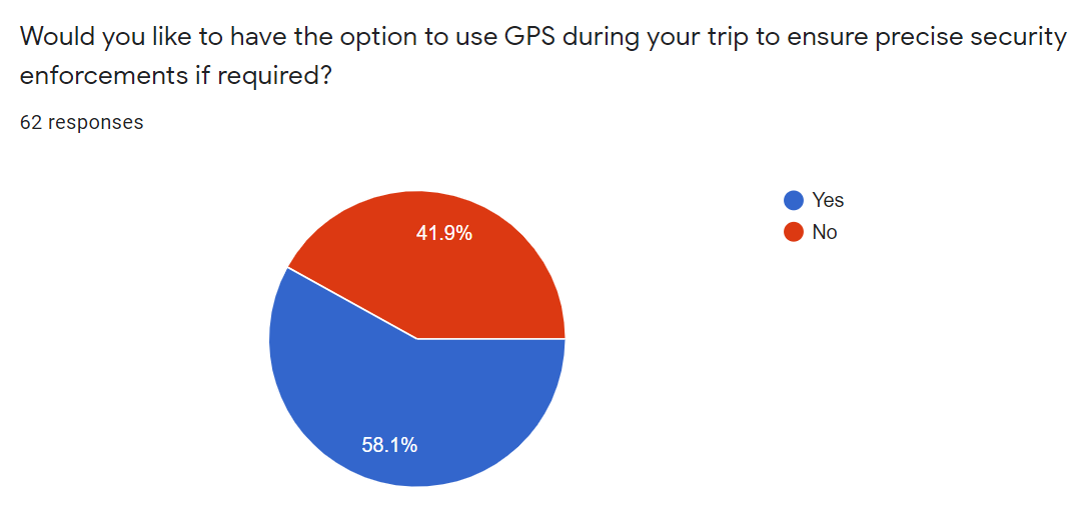 Would you like to have the option to use GPS during your trip to ensure precise security
enforcements if required?
62 responses
Yes
No
41.9%
58.1%